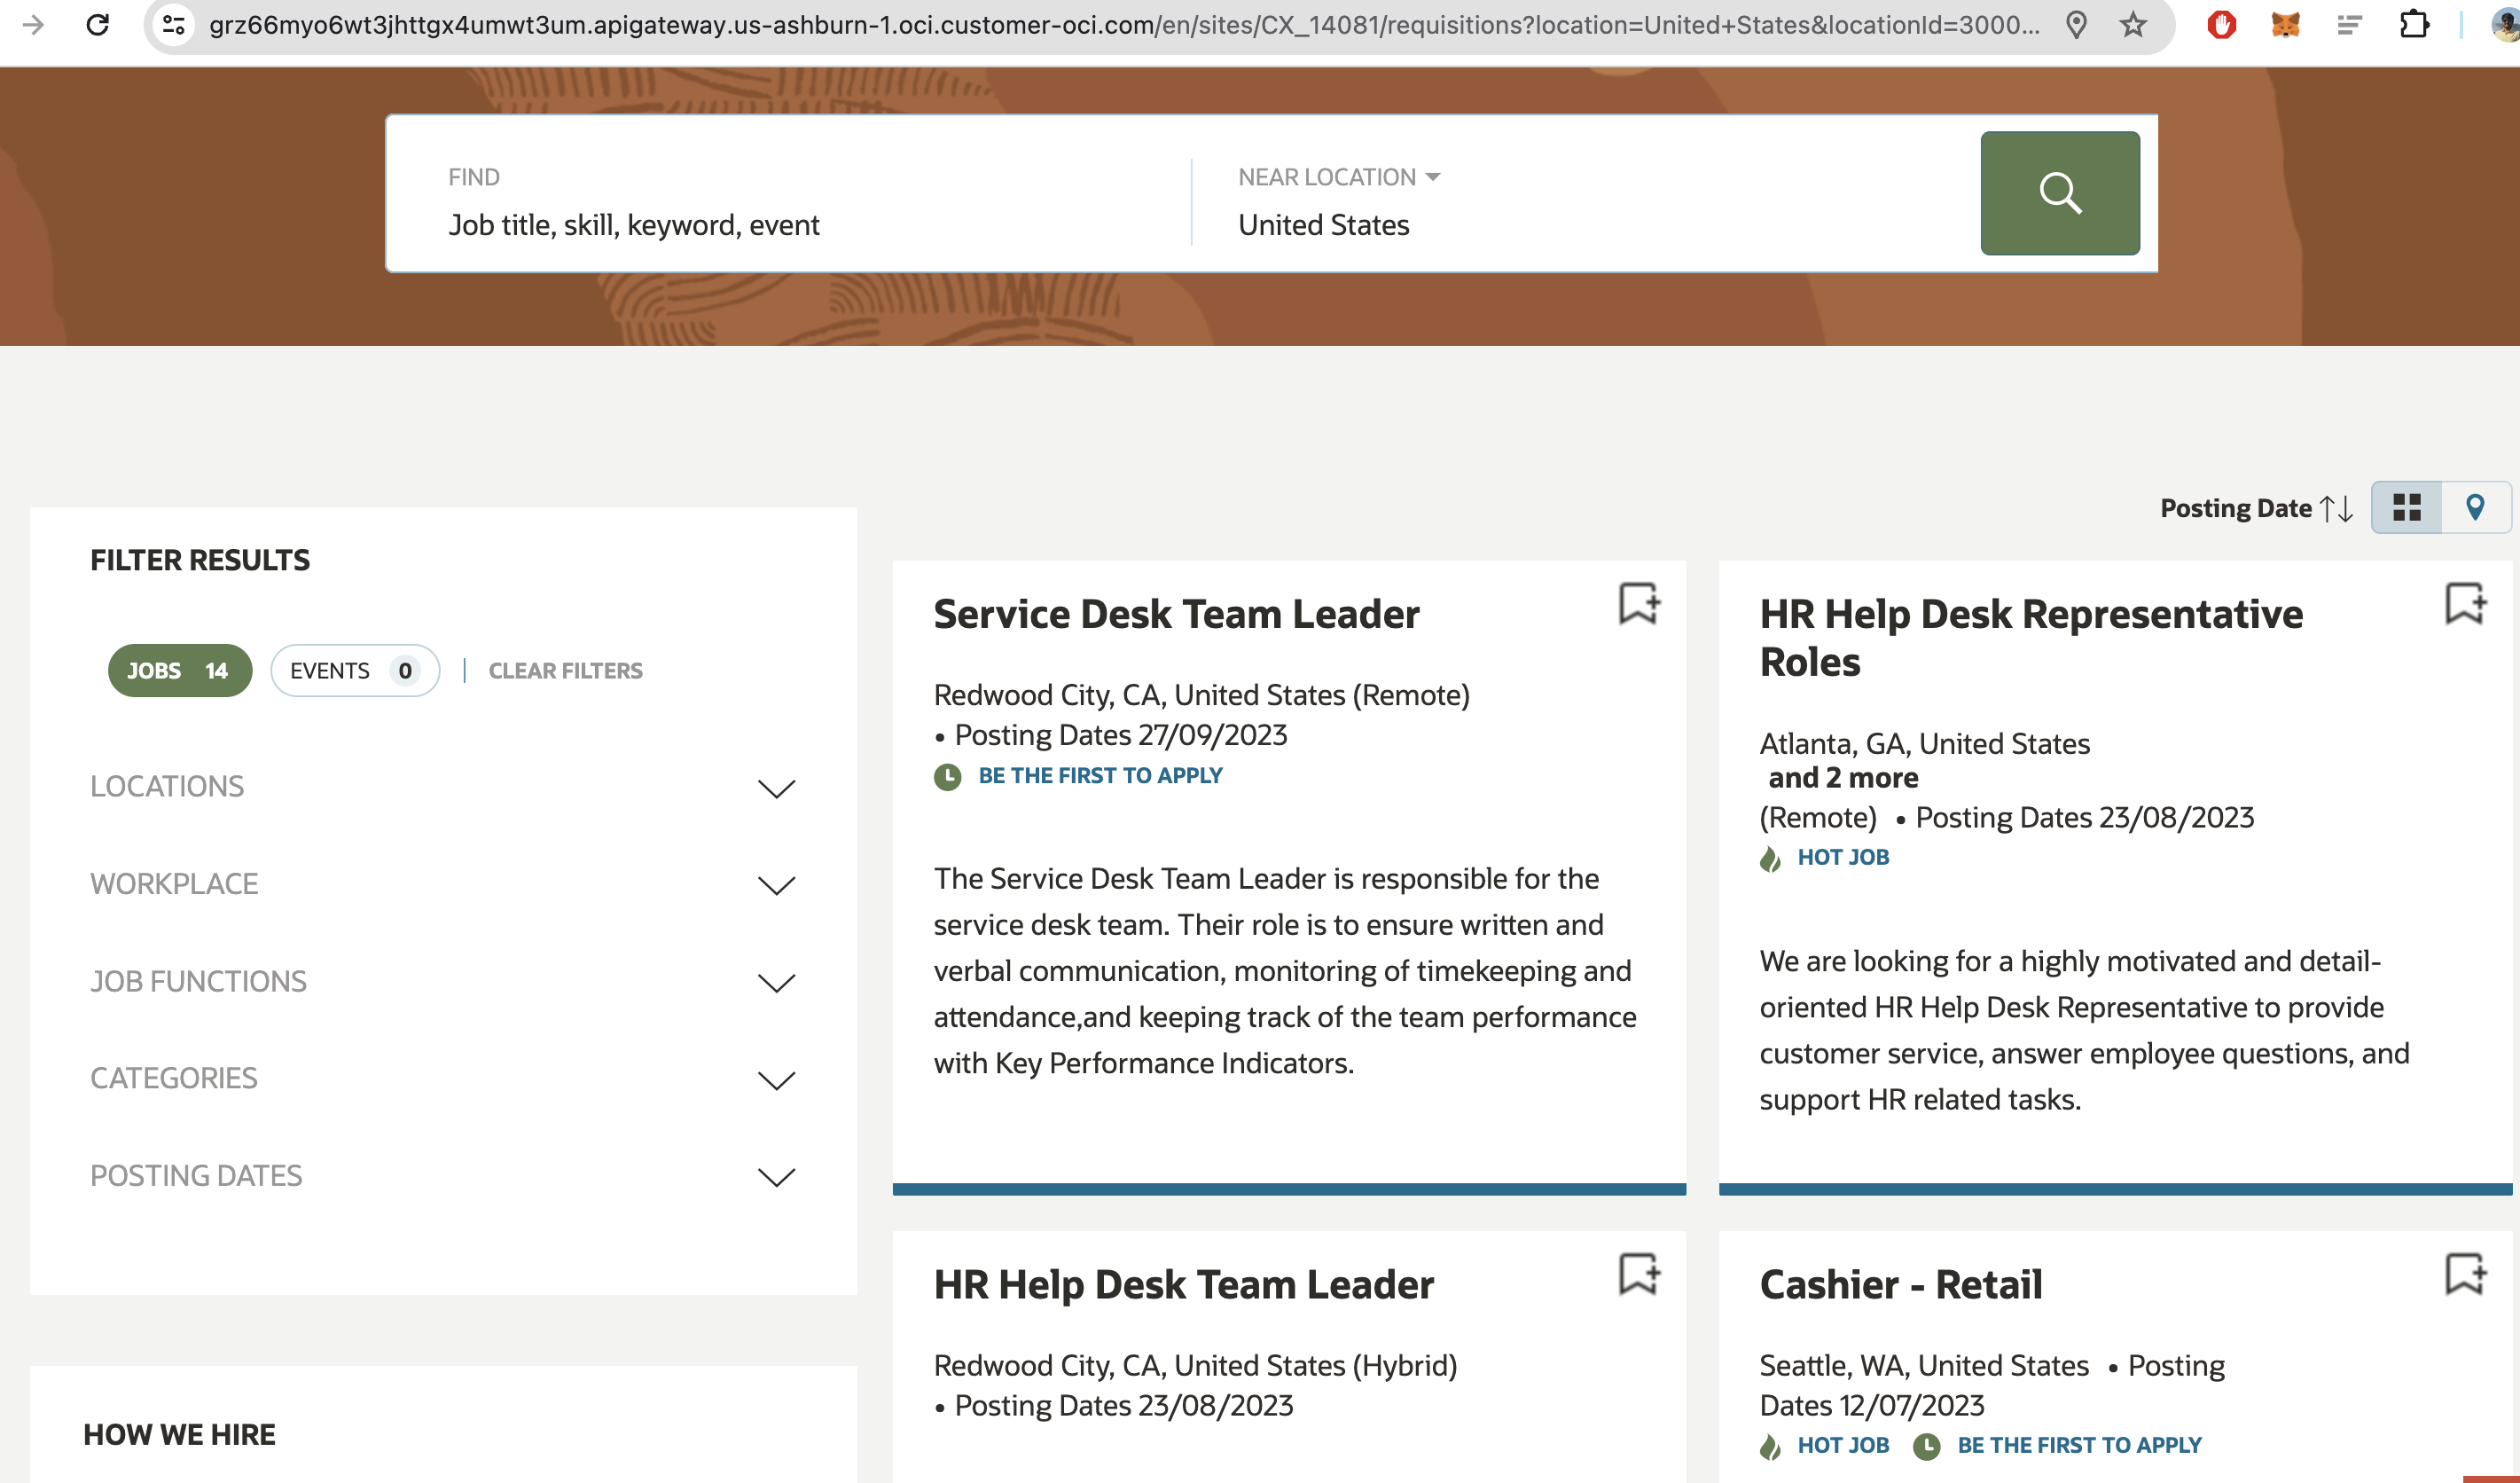 grz66myo6wt3jhttgx4umwt3um.apigateway.us-ashburn-1.oci.customer-oci.com/en/sites/CX_14081/requisitions?location=United+States&locationId=3000...
FIND
Job title, skill, keyword, event
NEAR LOCATION
United States
Posting Date
FILTER RESULTS
JOBS 14
EVENTS 0
CLEAR FILTERS
LOCATIONS
WORKPLACE
JOB FUNCTIONS
CATEGORIES
POSTING DATES
HOW WE HIRE
Service Desk Team Leader
Redwood City, CA, United States (Remote)
• Posting Dates 27/09/2023
BE THE FIRST TO APPLY
The Service Desk Team Leader is responsible for the
service desk team. Their role is to ensure written and
verbal communication, monitoring of timekeeping and
attendance,and keeping track of the team performance
with Key Performance Indicators.
HR Help Desk Representative
Roles
Atlanta, GA, United States
and 2 more
(Remote) • Posting Dates 23/08/2023
HOT JOB
We are looking for a highly motivated and detail-
oriented HR Help Desk Representative to provide
customer service, answer employee questions, and
support HR related tasks.
HR Help Desk Team Leader
Redwood City, CA, United States (Hybrid)
• Posting Dates 23/08/2023
Cashier - Retail
Seattle, WA, United States • Posting
Dates 12/07/2023
HOT JOB BE THE FIRST TO APPLY